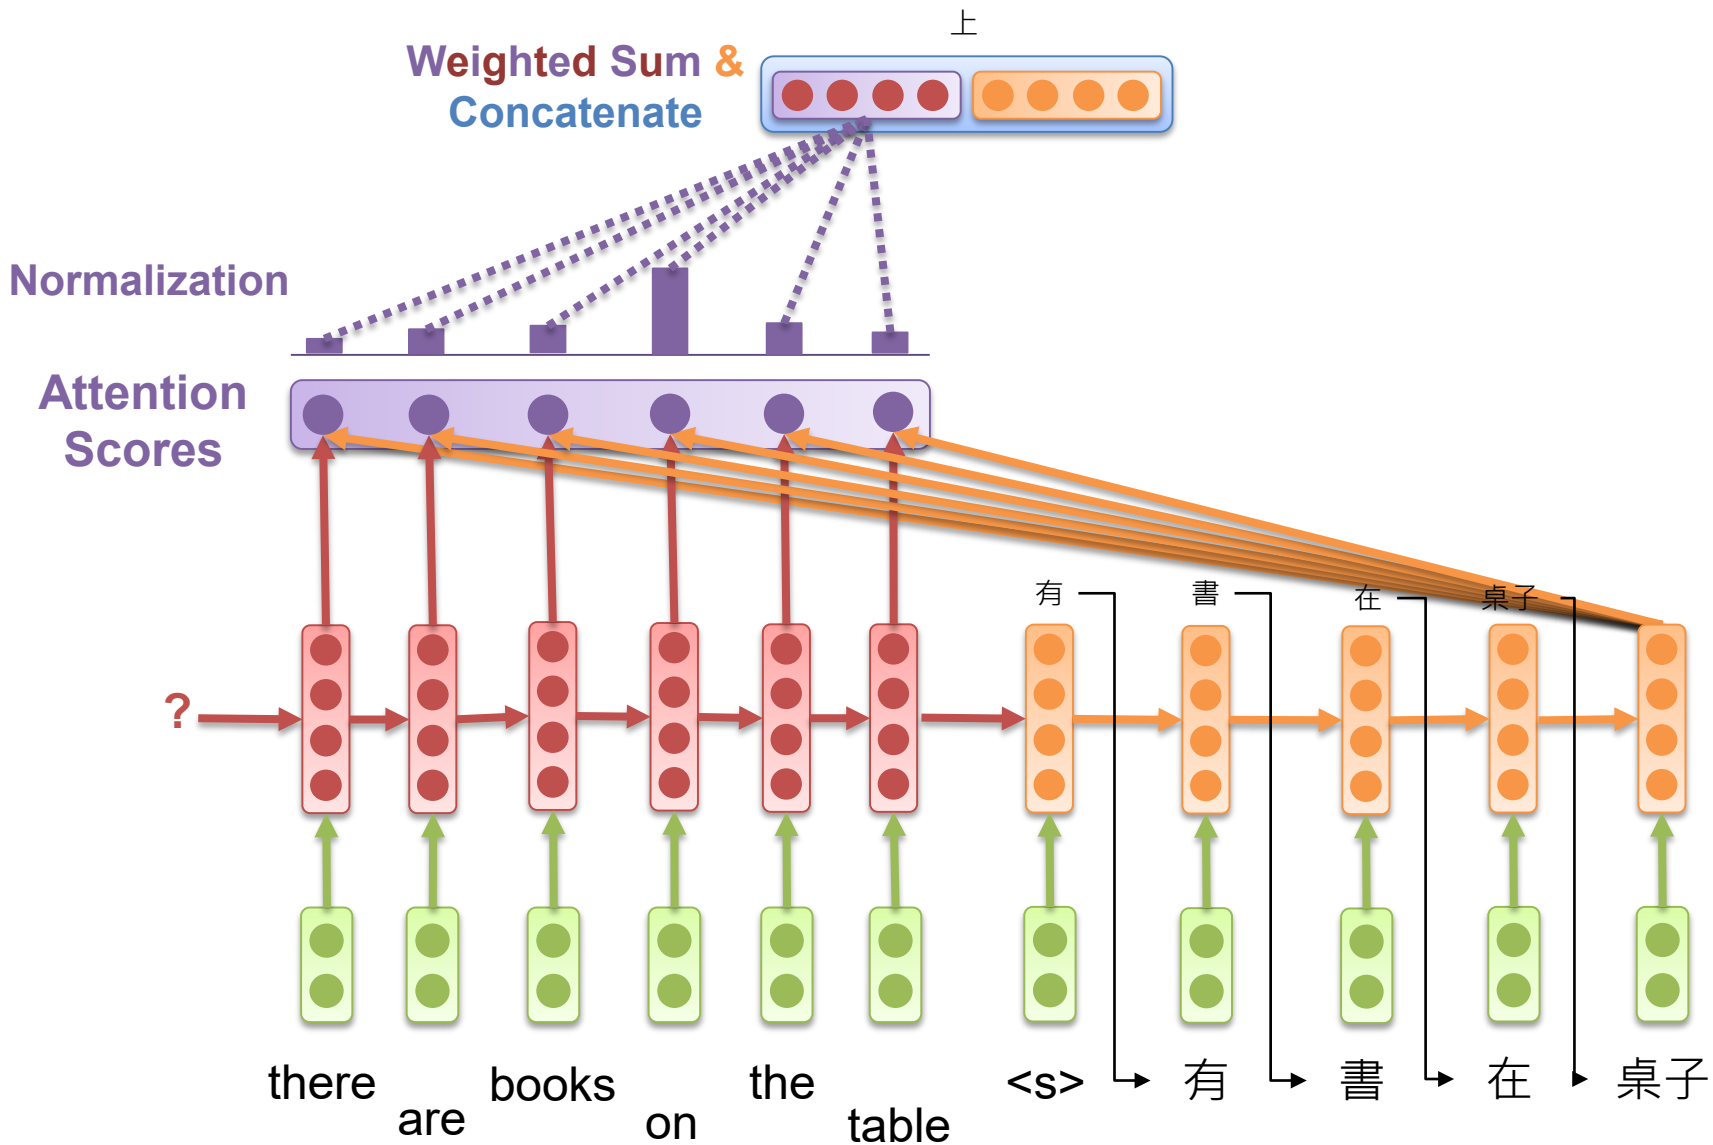 上
Weighted Sum &
Concatenate
Normalization
Attention
Scores
有 書 在 桌子
?
there are books on the table <s> 有 書 在 桌子